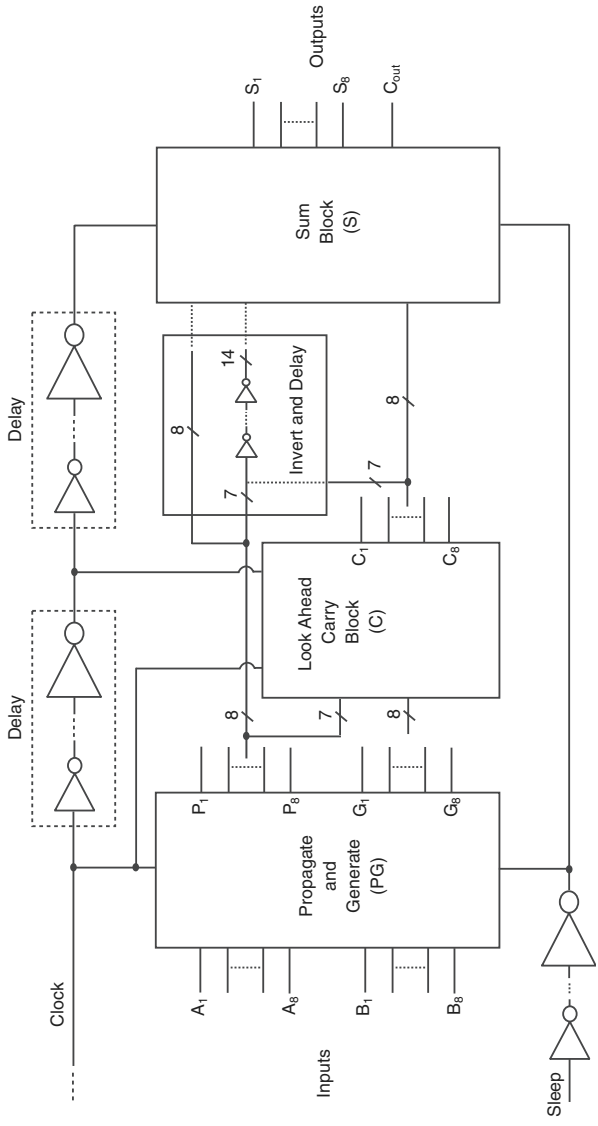 Clock
Delay
Delay
Inputs
A1
A8
B1
B8
Propagate
and
Generate
(PG)
P1
P8
G1
G8
8
7
8
Look Ahead
Carry
Block
(C)
C1
C8
7
8
14
Invert and Delay
7
8
Sum
Block
(S)
S1
S8
Cout
Outputs
Sleep